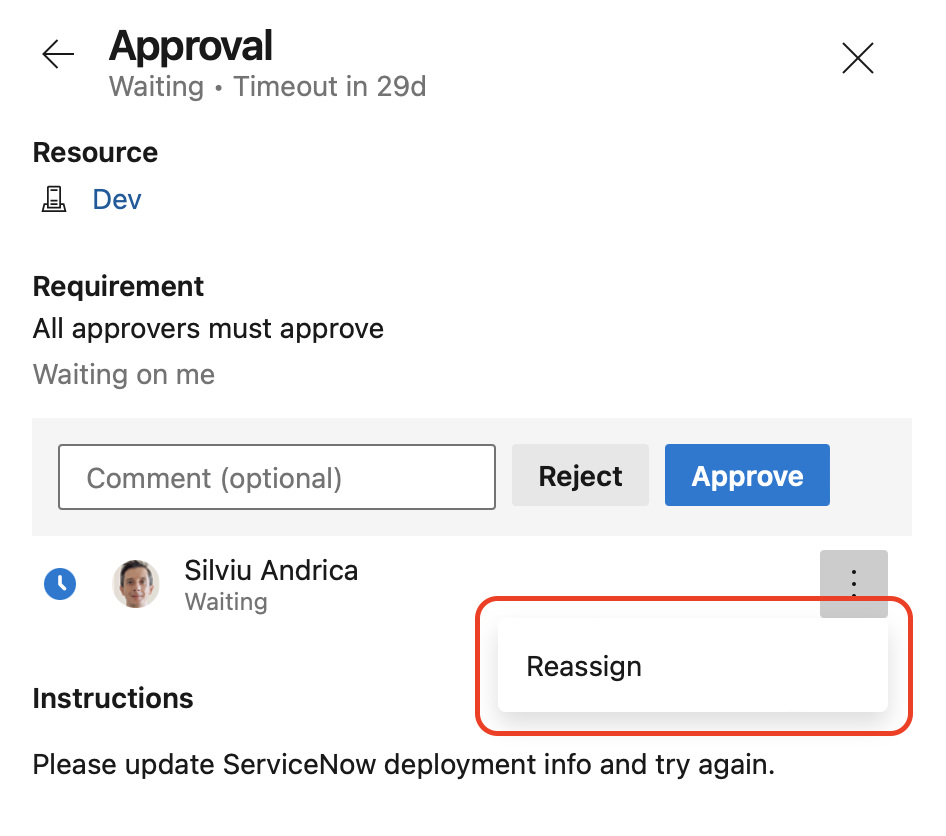 Approval
Waiting • Timeout in 29d
Resource
Dev
Requirement
All approvers must approve
Waiting on me
Comment (optional)
Reject
Approve
Silviu Andrica
Waiting
Reassign
Instructions
Please update ServiceNow deployment info and try again.